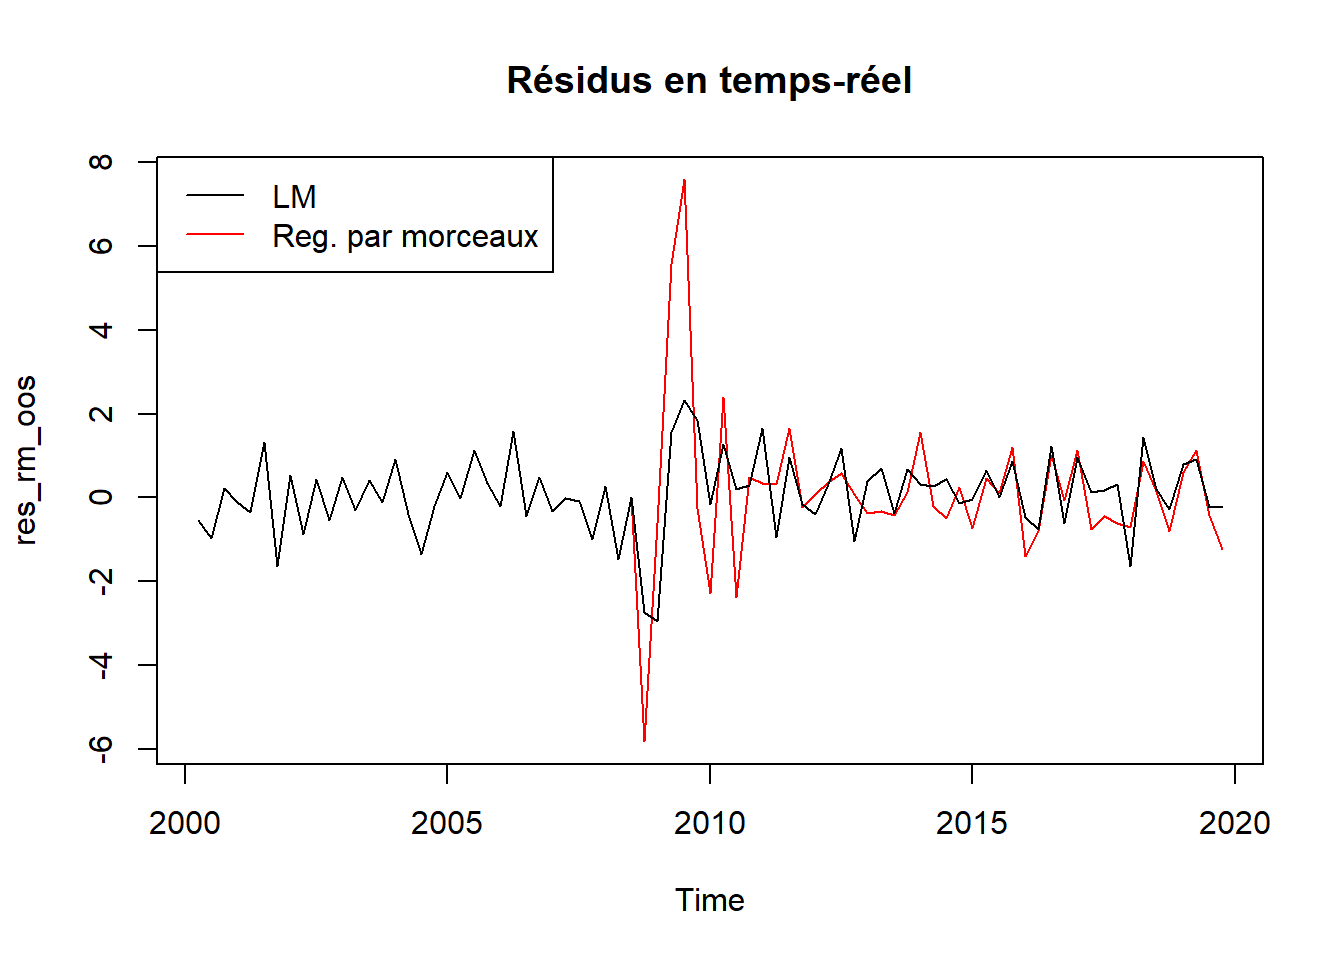 Résidus en temps-réel
LM
Reg. par morceaux
res_rm_oos
8
6
4
2
0
-2
-4
-6
2000
2005
2010
2015
2020
Time